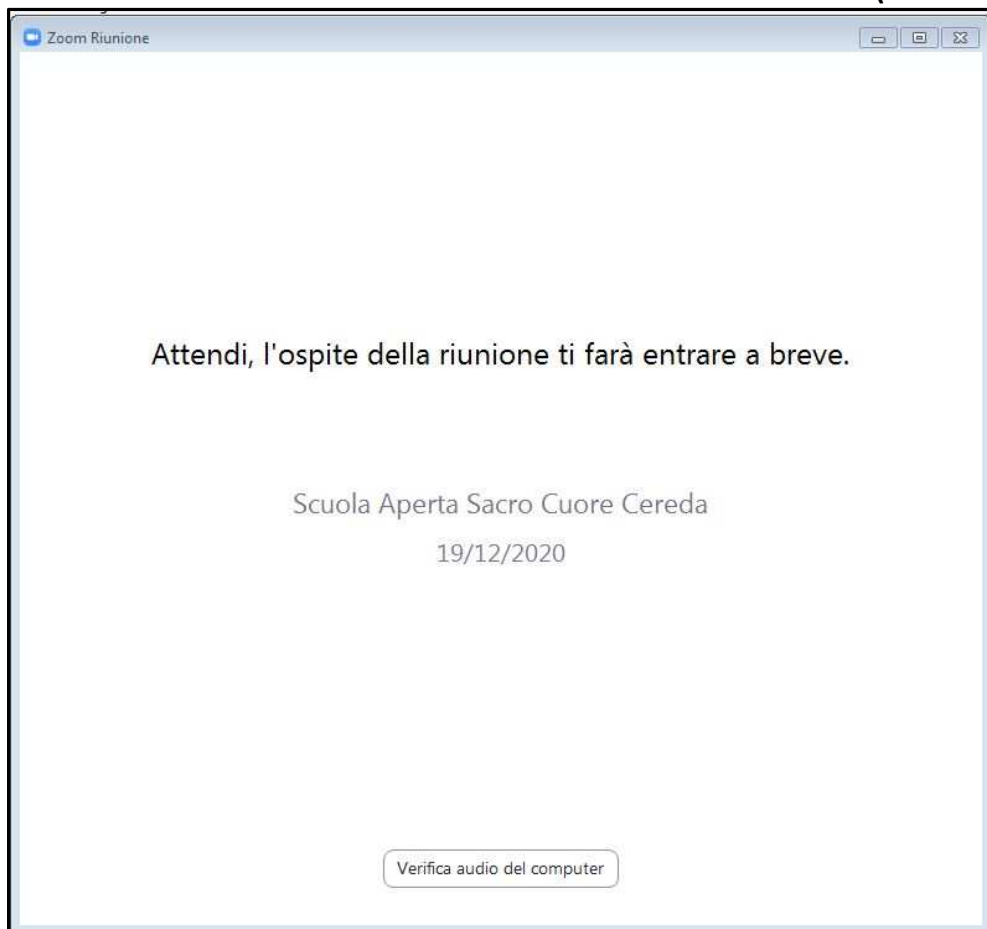 Zoom Riunione
Attendi, l'ospite della riunione ti farà entrare a breve.
Scuola Aperta Sacro Cuore Cereda
19/12/2020
Verifica audio del computer